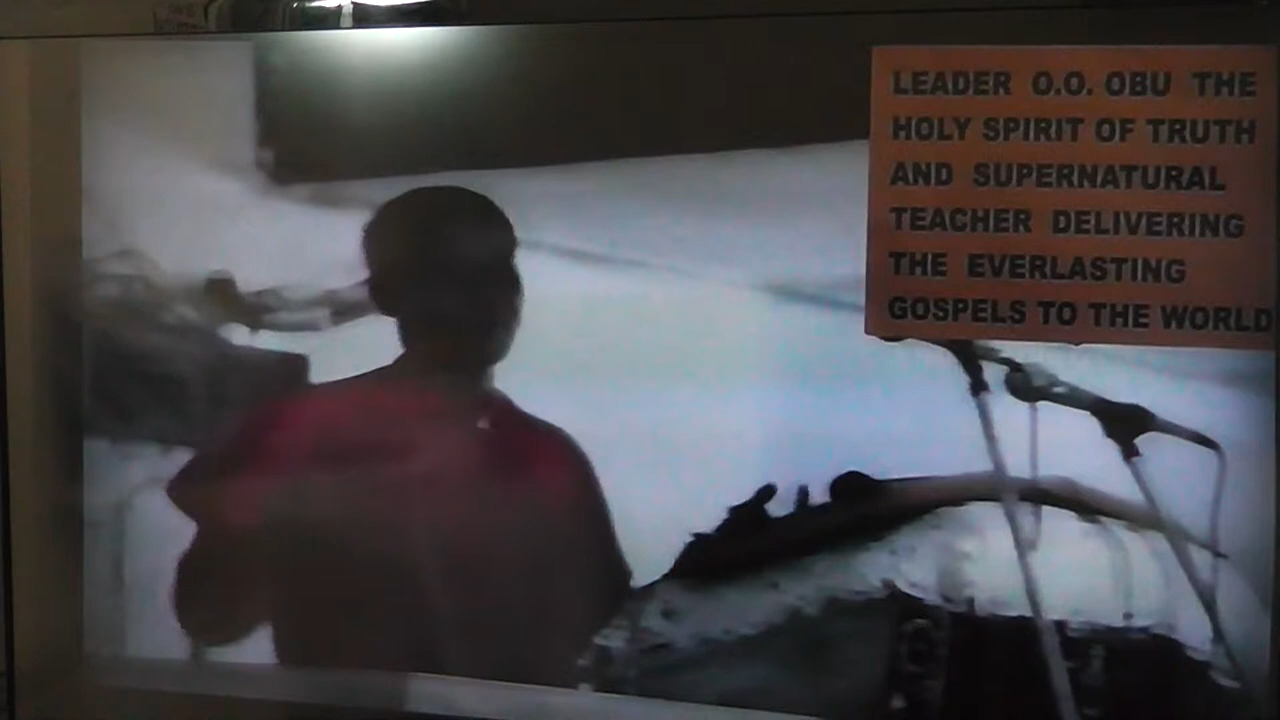 LEADER O.O. OBU THE
HOLY SPIRIT OF TRUTH
AND SUPERNATURAL
TEACHER DELIVERING
THE EVERLASTING
GOSPELS TO THE WORLD